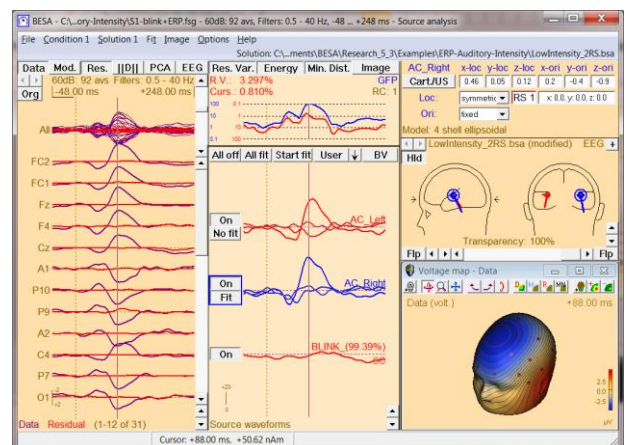 BESA - C:\...ory-Intensity\S1-blink+ERP.fsg - 60dB: 92 avs, Filters: 0.5 - 40 Hz, -48 ... +248 ms - Source analysis
File Condition 1 Solution 1 Fit Image Options Help
Solution: C:\...ments\BESA\Research_5_3\Examples\ERP-Auditory-Intensity\LowIntensity_2RS.bsa
Data Mod. Res. ||D|| PCA EEG Res. Var. Energy Min. Dist. Image AC_Right x-loc y-loc z-loc x-ori y-ori z-ori
60dB: 92 avs Filters: 0.5 - 40 Hz
Org -48.00 ms +248.00 ms
R.V.: 3.297% GFP
Curs.: 0.810% RC: 1
Cart/US 0.46 0.05 0.12 0.2 -0.4 -0.9
Loc: symmetric RS 1 x: 0.0, y: 0.0, z: 0.0
Ori: fixed
Model: 4 shell ellipsoidal
All off All fit Start fit User ↓ BV
LowIntensity_2RS.bsa (modified) EEG +
Hld
All
FC2
FC1
Fz
F4
Cz
A1
P10
P9
A2
C4
P7
O1
On AC_Left
No fit
On AC_Right
Fit
On BLINK_(99.39%)
Transparency: 100%
Flp Flp
Voltage map - Data
Data (volt.) +88.00 ms
2.5
0.0
-2.5
µV
Data Residual (1-12 of 31)
Source waveforms
Cursor: +88.00 ms, +50.62 nAm